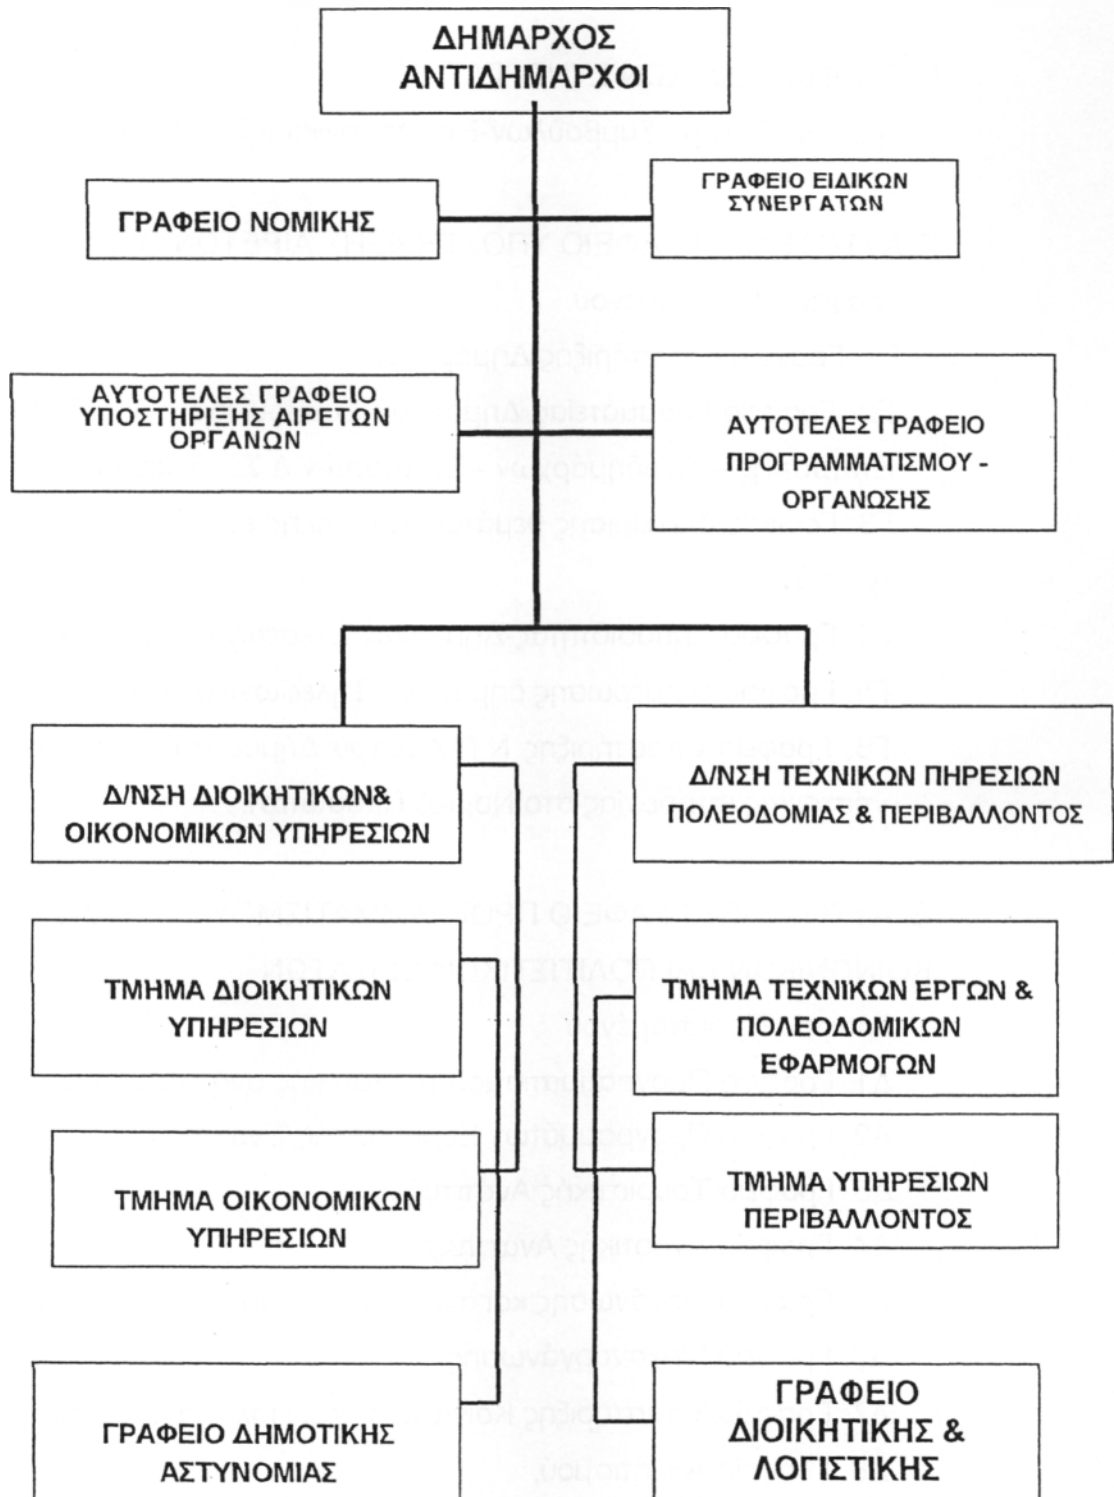 ΔΗΜΑΡΧΟΣ
ΑΝΤΙΔΗΜΑΡΧΟΙ
ΓΡΑΦΕΙΟ ΝΟΜΙΚΗΣ
ΓΡΑΦΕΙΟ ΕΙΔΙΚΩΝ
ΣΥΝΕΡΓΑΤΩΝ
ΑΥΤΟΤΕΛΕΣ ΓΡΑΦΕΙΟ
ΥΠΟΣΤΗΡΙΞΗΣ ΑΙΡΕΤΩΝ
ΟΡΓΑΝΩΝ
ΑΥΤΟΤΕΛΕΣ ΓΡΑΦΕΙΟ
ΠΡΟΓΡΑΜΜΑΤΙΣΜΟΥ -
ΟΡΓΑΝΩΣΗΣ
Δ/ΝΣΗ ΔΙΟΙΚΗΤΙΚΩΝ&
ΟΙΚΟΝΟΜΙΚΩΝ ΥΠΗΡΕΣΙΩΝ
Δ/ΝΣΗ ΤΕΧΝΙΚΩΝ ΠΗΡΕΣΙΩΝ
ΠΟΛΕΟΔΟΜΙΑΣ & ΠΕΡΙΒΑΛΛΟΝΤΟΣ
ΤΜΗΜΑ ΔΙΟΙΚΗΤΙΚΩΝ
ΥΠΗΡΕΣΙΩΝ
ΤΜΗΜΑ ΤΕΧΝΙΚΩΝ ΕΡΓΩΝ &
ΠΟΛΕΟΔΟΜΙΚΩΝ
ΕΦΑΡΜΟΓΩΝ
ΤΜΗΜΑ ΟΙΚΟΝΟΜΙΚΩΝ
ΥΠΗΡΕΣΙΩΝ
ΤΜΗΜΑ ΥΠΗΡΕΣΙΩΝ
ΠΕΡΙΒΑΛΛΟΝΤΟΣ
ΓΡΑΦΕΙΟ ΔΗΜΟΤΙΚΗΣ
ΑΣΤΥΝΟΜΙΑΣ
ΓΡΑΦΕΙΟ
ΔΙΟΙΚΗΤΙΚΗΣ &
ΛΟΓΙΣΤΙΚΗΣ